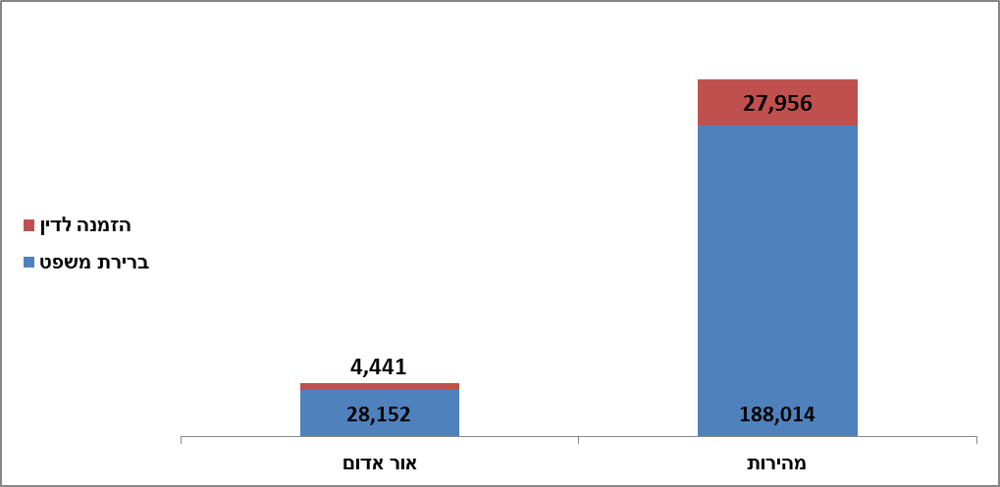 27,956
הזמנה לדין
ברירת משפט
4,441
28,152
188,014
אור אדום
מהירות